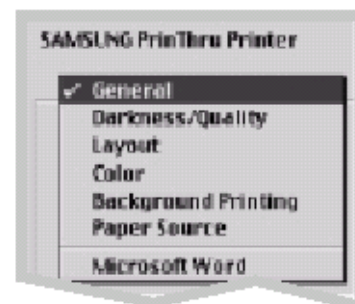 SAMSUNG PrinThru Printer
✓ General
Darkness/Quality
Layout
Color
Background Printing
Paper Source
Microsoft Word